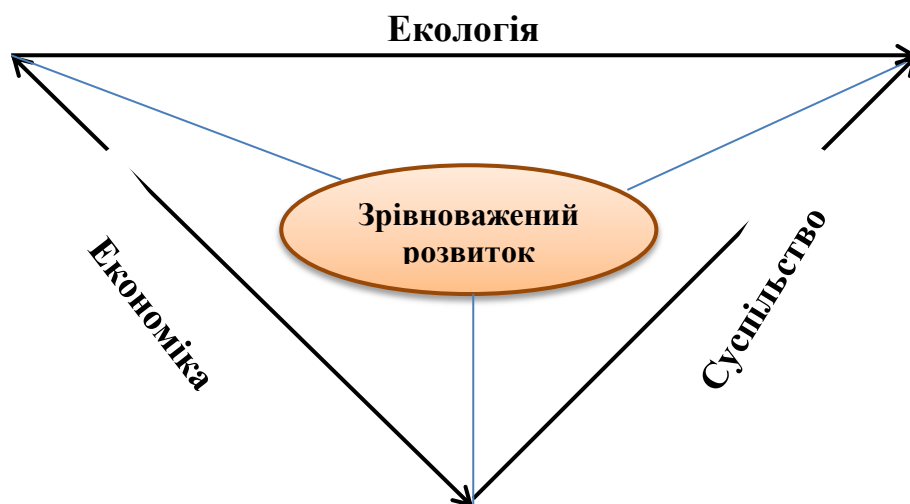 Екологія
Зрівноважений
розвиток
Економіка
Суспільство